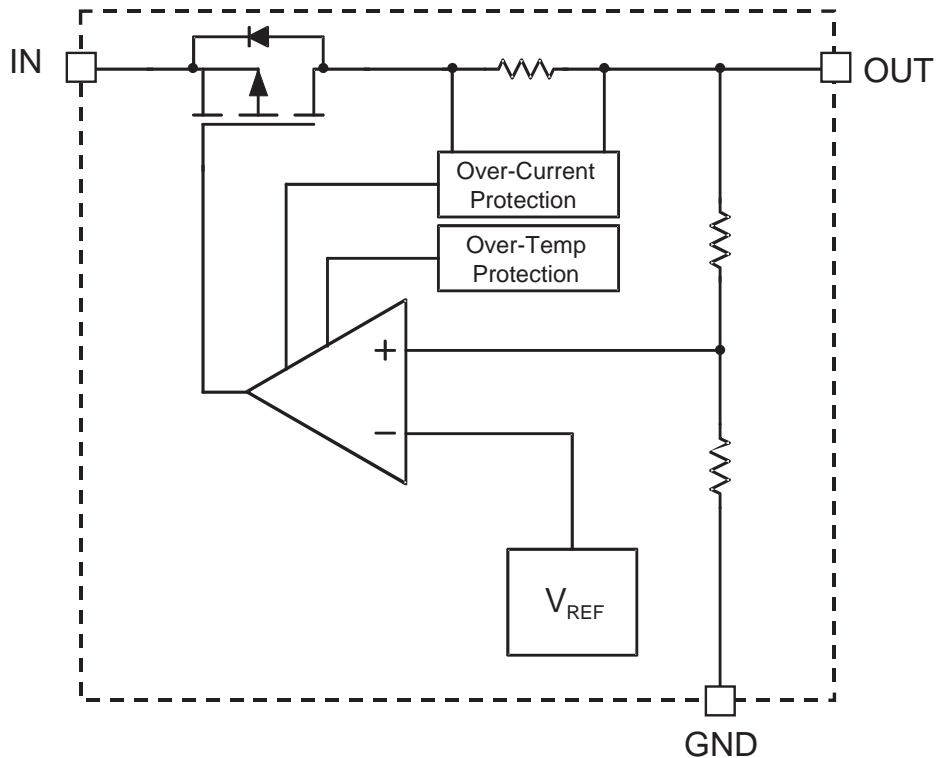 IN
OUT
Over-Current
Protection
Over-Temp
Protection
+
−
VREF
GND